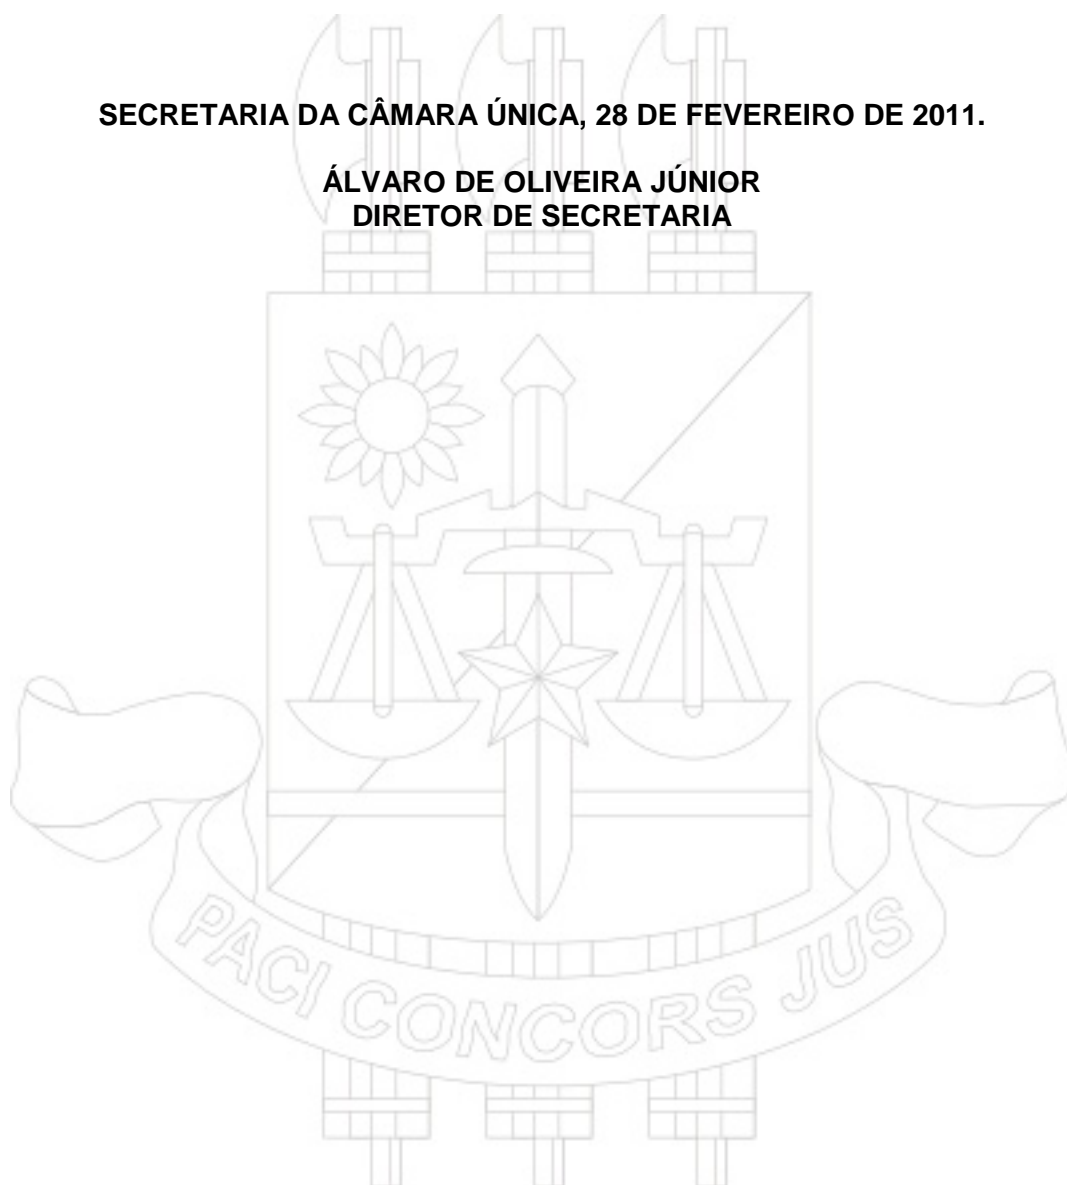 SECRETARIA DA CÂMARA ÚNICA, 28 DE FEVEREIRO DE 2011.
ÁLVARO DE OLIVEIRA JÚNIOR
DIRETOR DE SECRETARIA
PACI CONCORS JUS